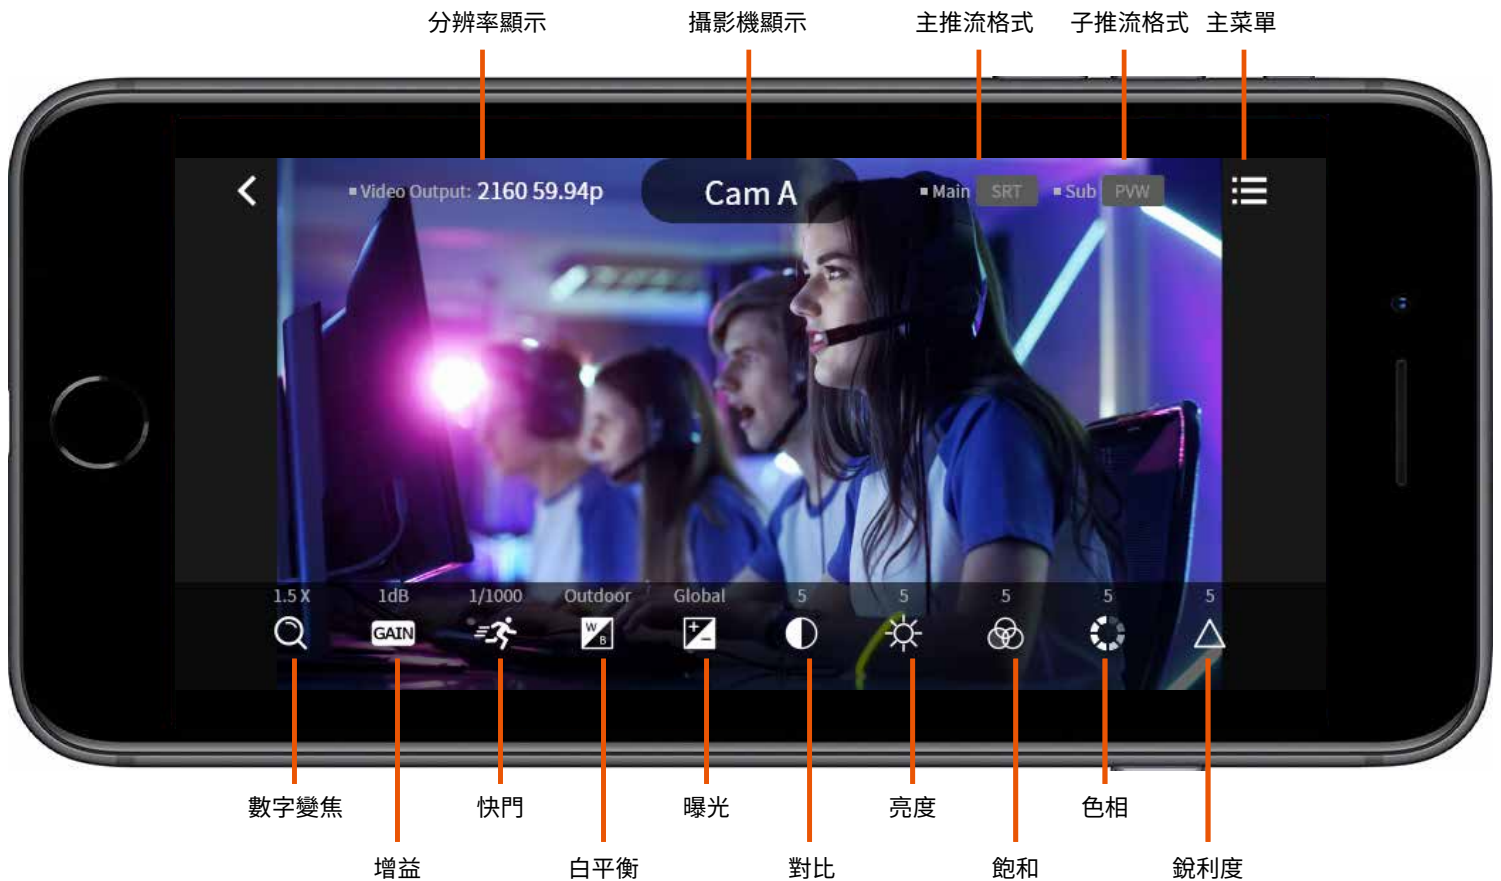 分辨率顯示 攝影機顯示 主推流格式 子推流格式 主菜單
Video Output: 2160 59.94p Cam A Main SRT Sub PVW
1.5 X 1dB 1/1000 Outdoor Global 5 5 5 5 5
GAIN W B
數字變焦 快門 曝光 亮度 色相
增益 白平衡 對比 飽和 銳利度